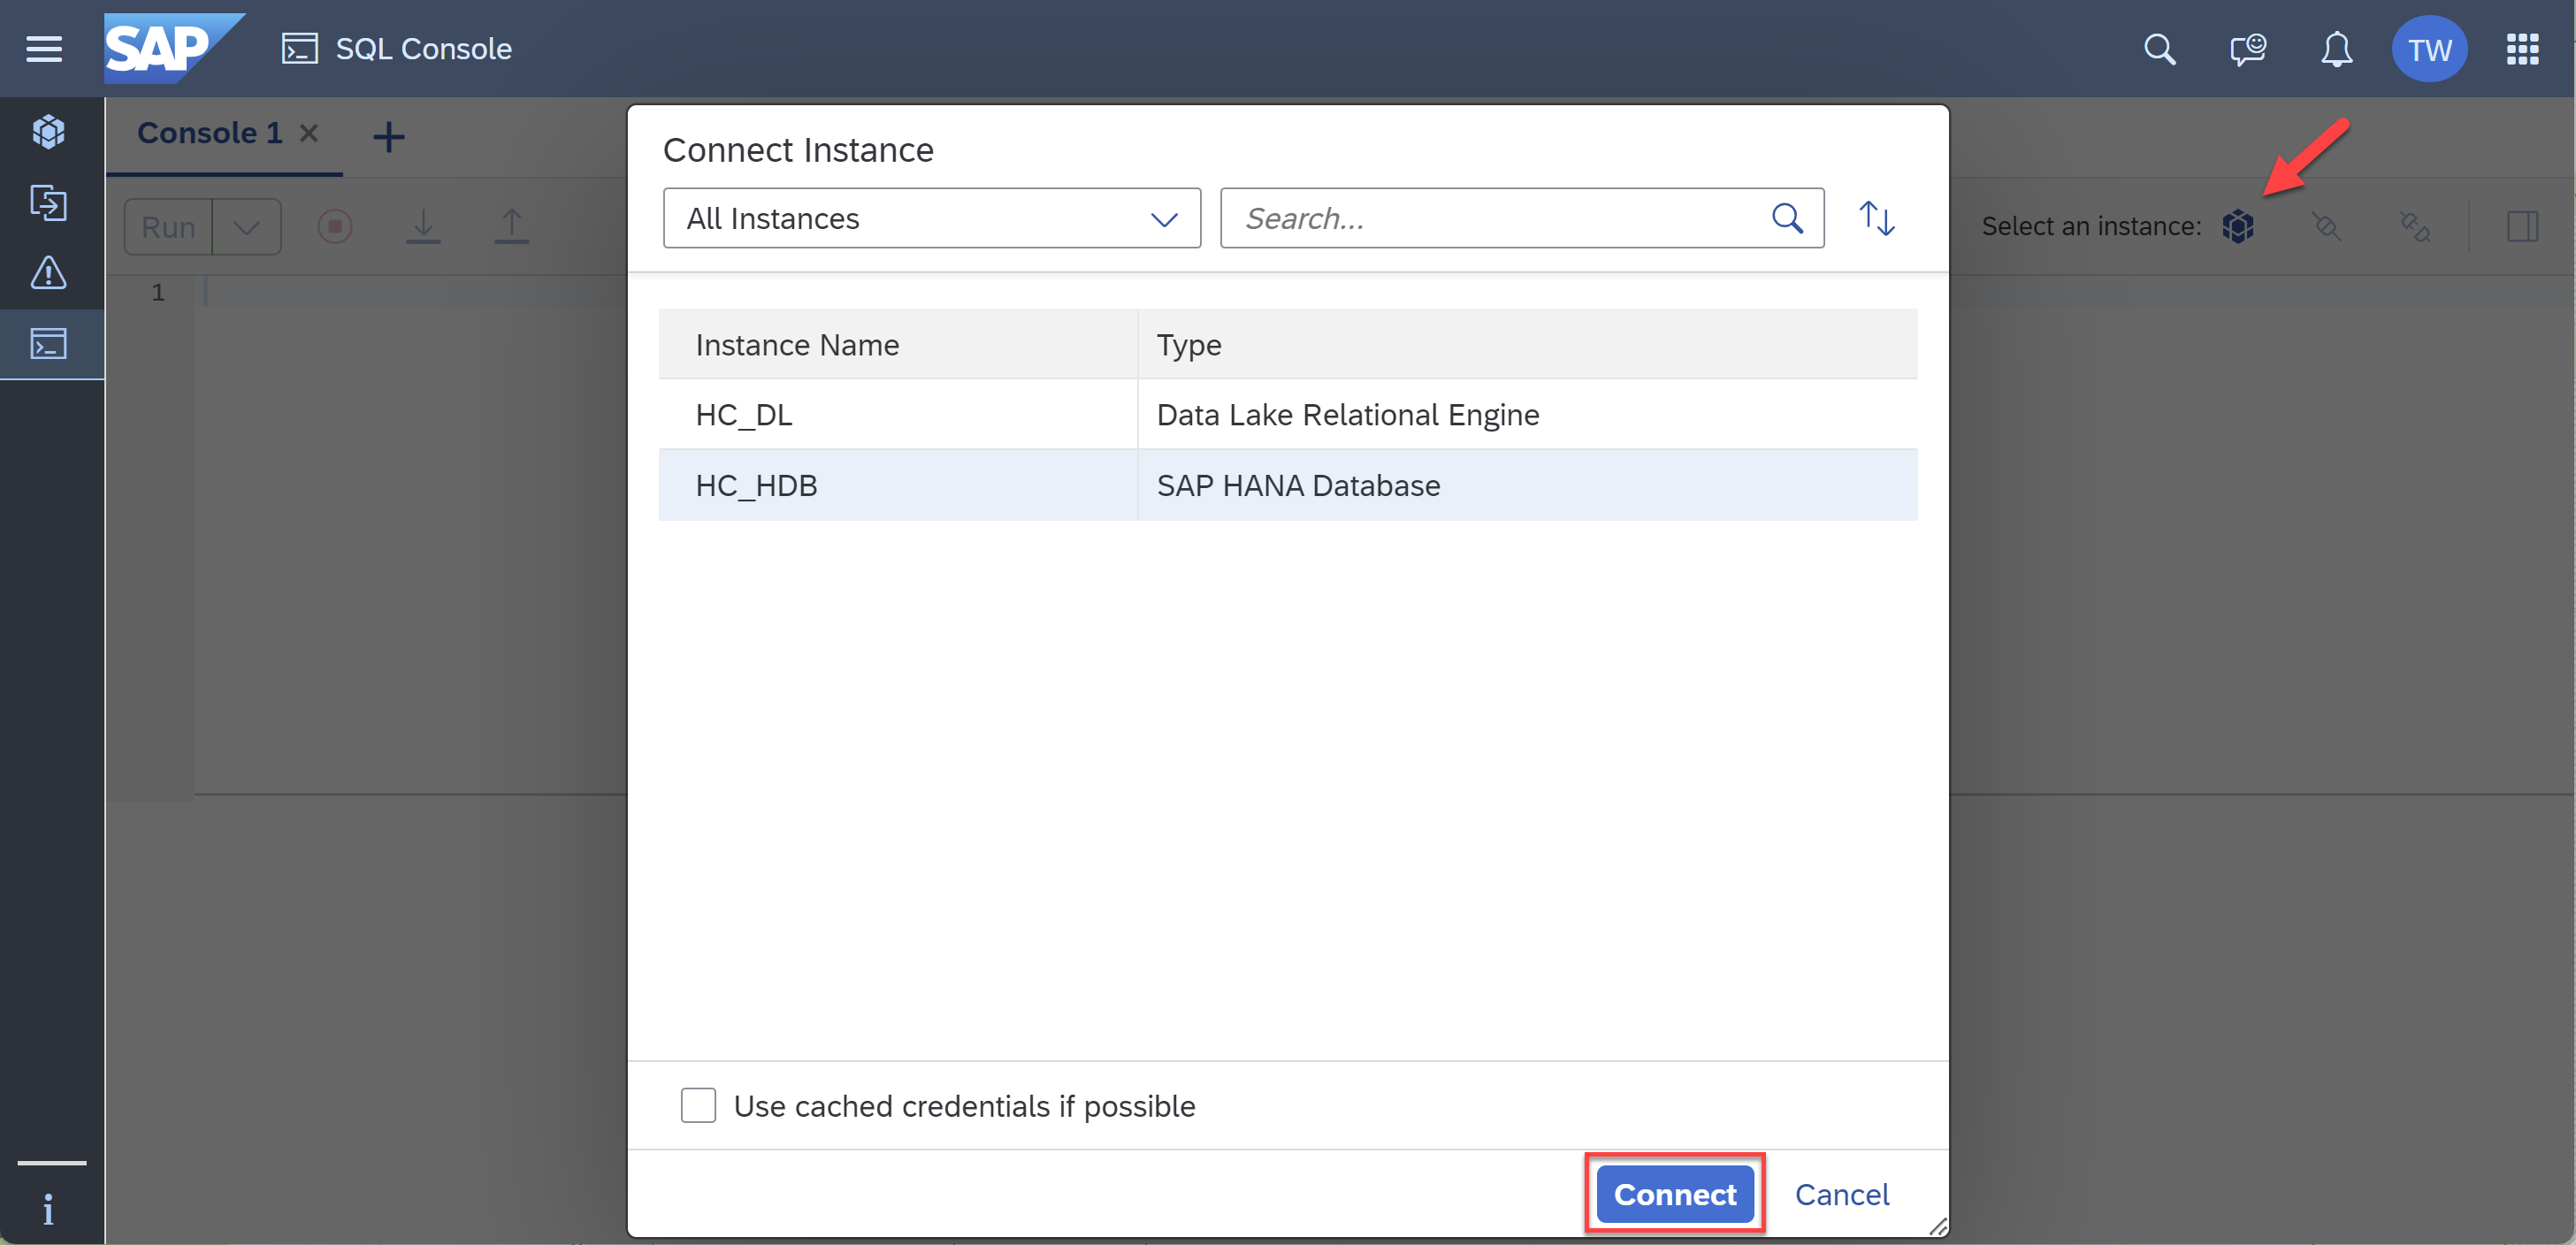 SAP SQL Console TW
Console 1
Run Select an instance:
1
Connect Instance
All Instances Search...
Instance Name Type
HC_DL Data Lake Relational Engine
HC_HDB SAP HANA Database
Use cached credentials if possible
Connect Cancel